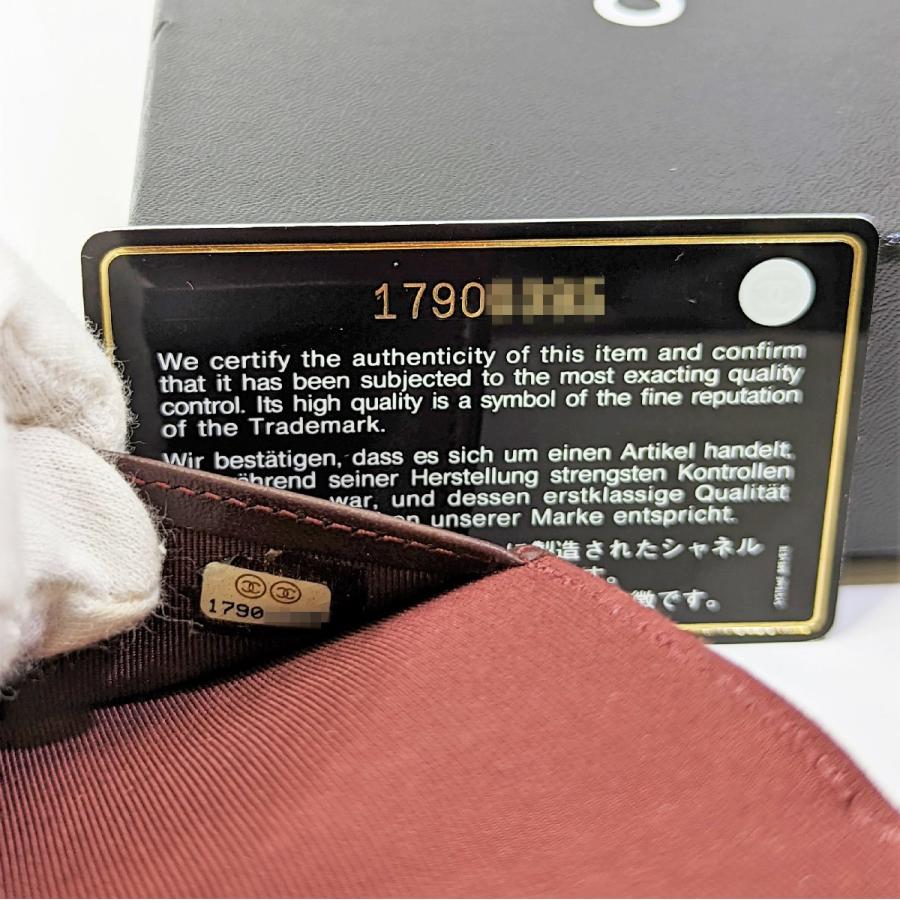 1790
We certify the authenticity of this item and confirm
that it has been subjected to the most exacting quality
control. Its high quality is a symbol of the fine reputation
of the Trademark.
Wir bestätigen, dass es sich um einen Artikel handelt,
seiner Herstellung strengsten Kontrollen
war, und dessen erstklassige Qualität
unserer Marke entspricht.
製造されたシャネル
す。
です。
1790